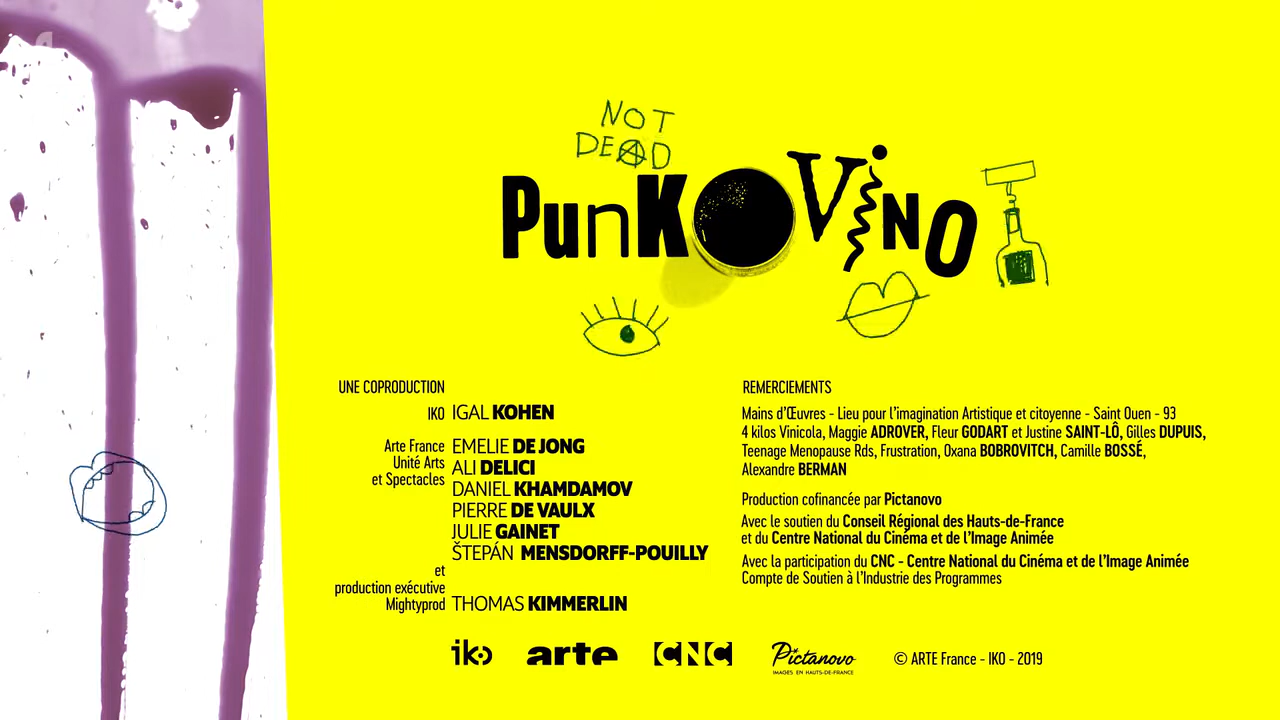 NOT
DEAD
PunKOViNO
UNE COPRODUCTION
IKO IGAL KOHEN
Arte France
Unité Arts
et Spectacles
EMELIE DE JONG
ALI DELICI
DANIEL KHAMDAMOV
PIERRE DE VAULX
JULIE GAINET
ŠTEPÁN MENSDORFF-POUILLY
et
production exécutive
Mightyprod THOMAS KIMMERLIN
REMERCIEMENTS
Mains d'Œuvres - Lieu pour l'imagination Artistique et citoyenne - Saint Ouen - 93
4 kilos Vinicola, Maggie ADROVER, Fleur GODART et Justine SAINT-LÔ, Gilles DUPUIS,
Teenage Menopause Rds, Frustration, Oxana BOBROVITCH, Camille BOSSÉ,
Alexandre BERMAN
Production cofinancée par Pictanovo
Avec le soutien du Conseil Régional des Hauts-de-France
et du Centre National du Cinéma et de l'Image Animée
Avec la participation du CNC - Centre National du Cinéma et de l'Image Animée
Compte de Soutien à l'Industrie des Programmes
iko arte CNC Pictanovo
IMAGES EN HAUTS-DE-FRANCE
© ARTE France - IKO - 2019